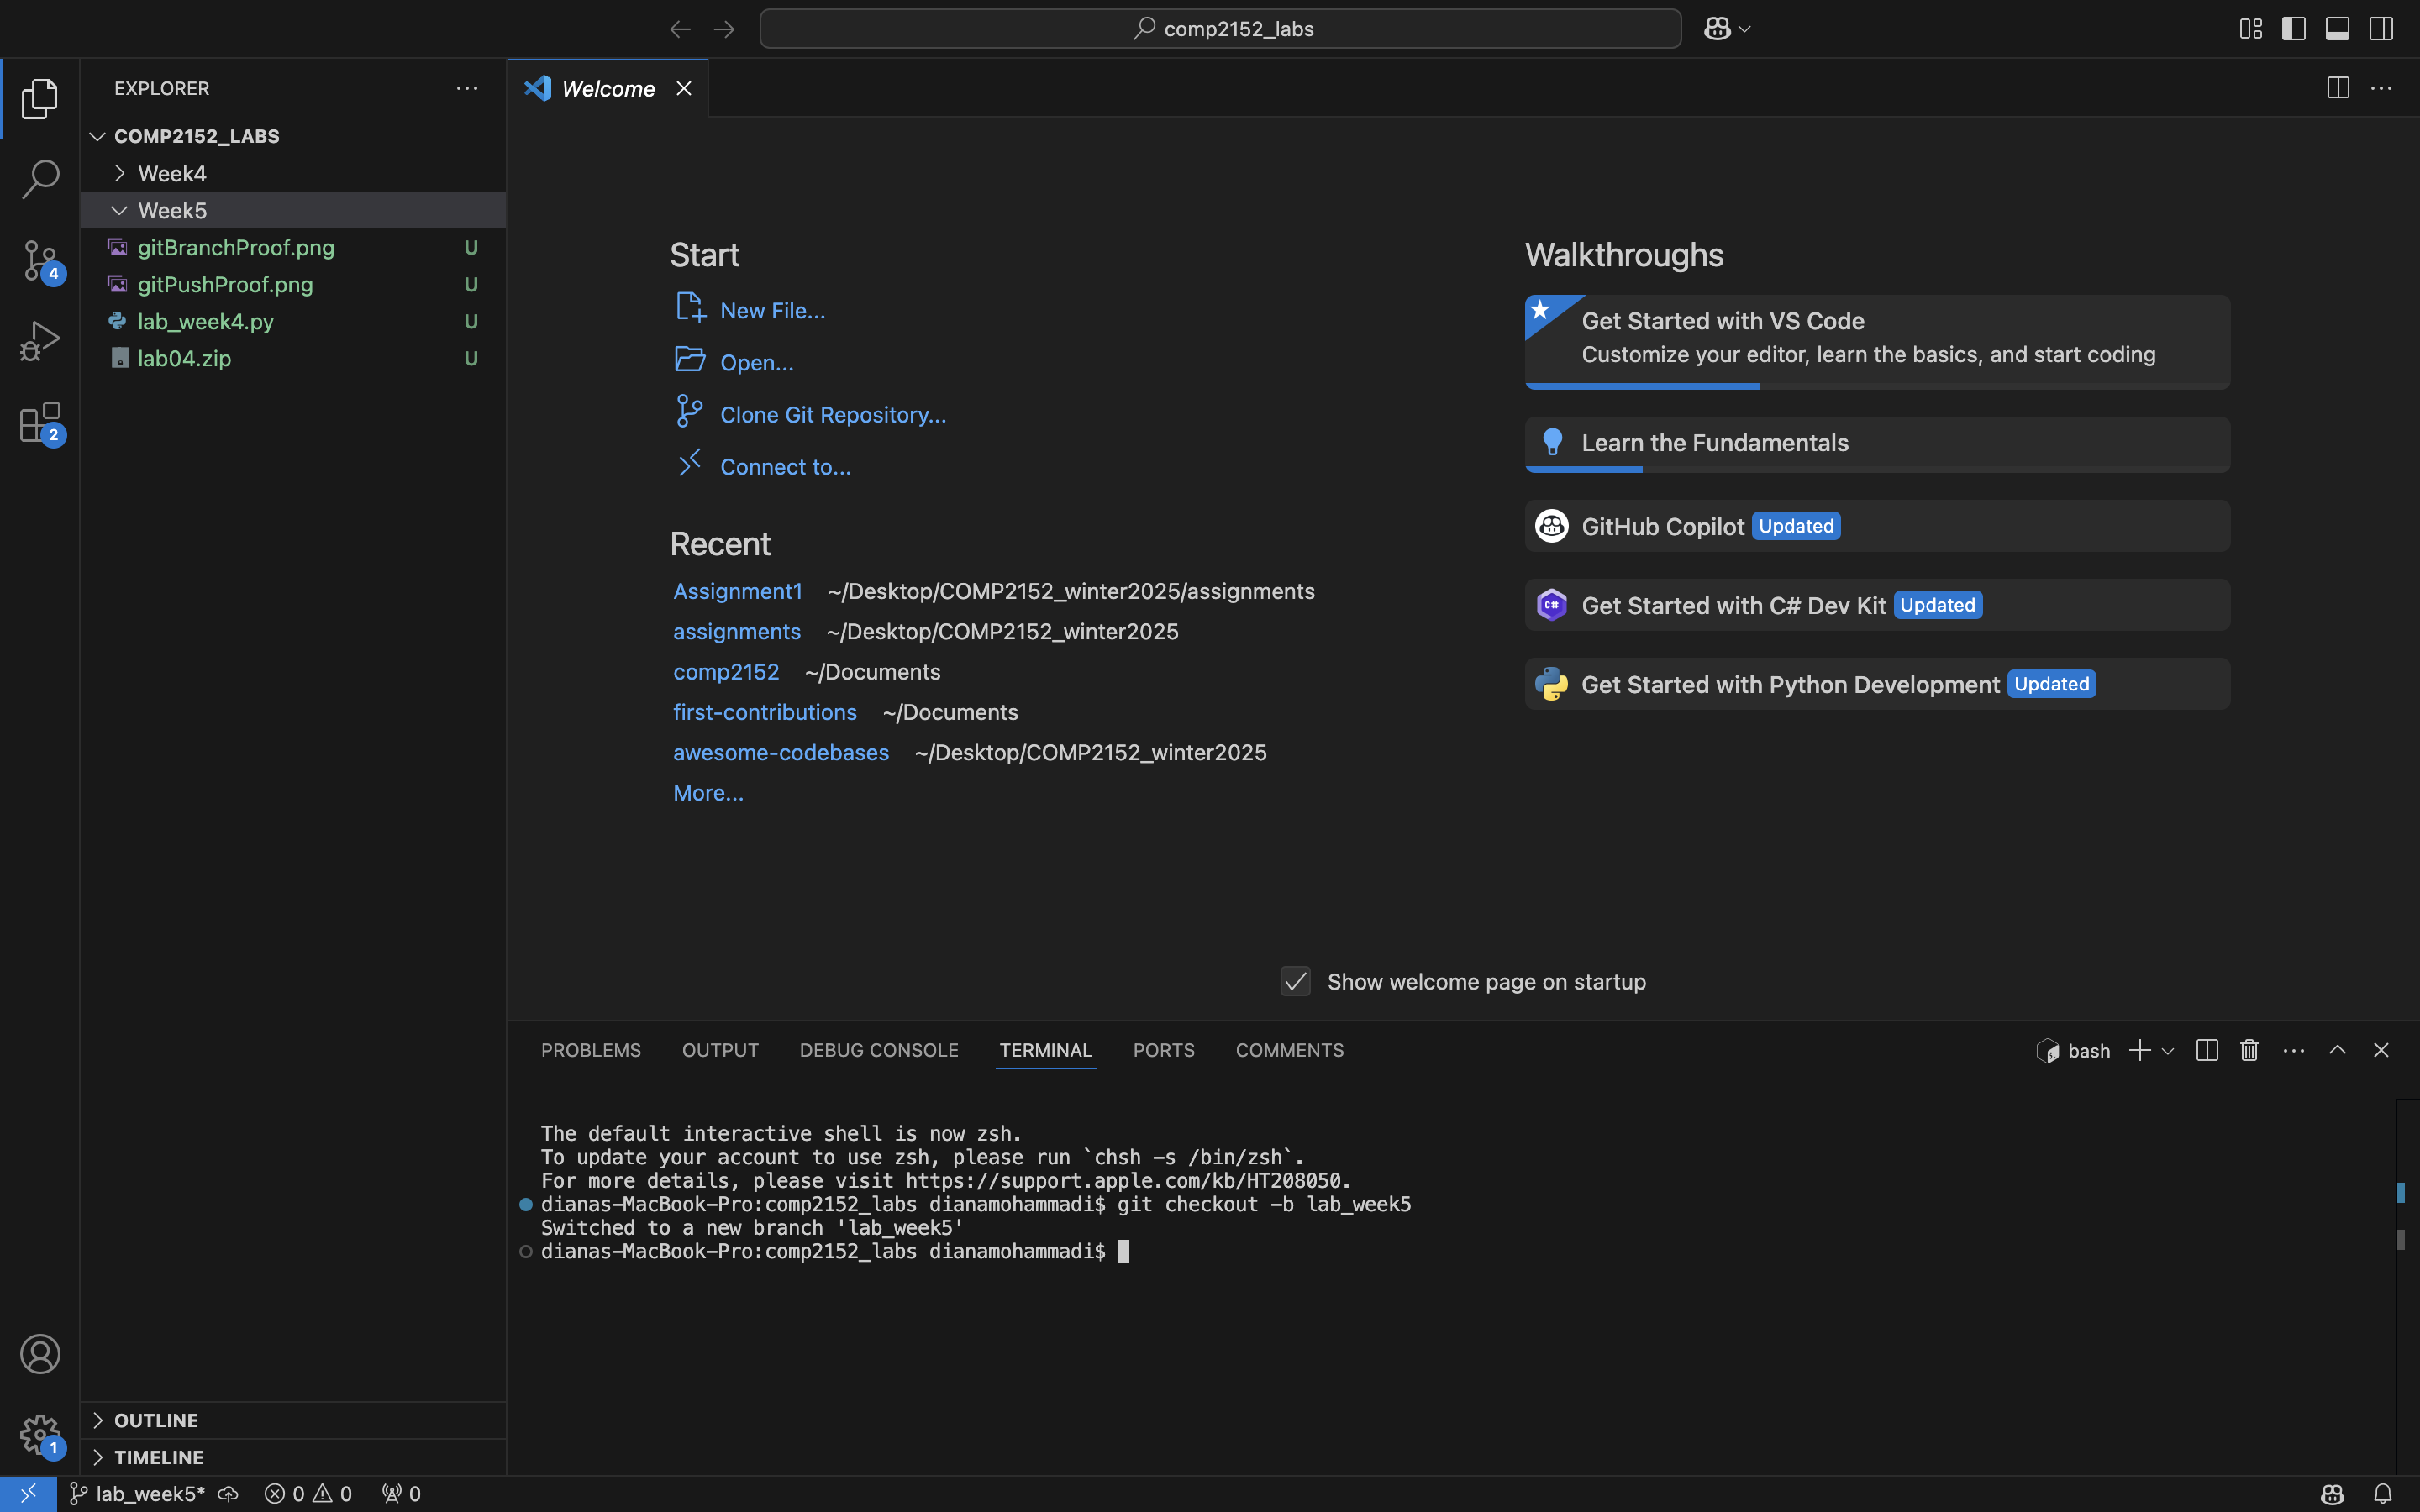 comp2152_labs
EXPLORER
Welcome
COMP2152_LABS
Week4
Week5
gitBranchProof.png U
gitPushProof.png U
lab_week4.py U
lab04.zip U
4
2
Start
New File...
Open...
Clone Git Repository...
Connect to...
Recent
Assignment1 ~/Desktop/COMP2152_winter2025/assignments
assignments ~/Desktop/COMP2152_winter2025
comp2152 ~/Documents
first-contributions ~/Documents
awesome-codebases ~/Desktop/COMP2152_winter2025
More...
Walkthroughs
Get Started with VS Code
Customize your editor, learn the basics, and start coding
Learn the Fundamentals
GitHub Copilot Updated
C# Get Started with C# Dev Kit Updated
Get Started with Python Development Updated
Show welcome page on startup
PROBLEMS OUTPUT DEBUG CONSOLE TERMINAL PORTS COMMENTS
bash
The default interactive shell is now zsh.
To update your account to use zsh, please run `chsh -s /bin/zsh`.
For more details, please visit https://support.apple.com/kb/HT208050.
dianas-MacBook-Pro:comp2152_labs dianamohammadi$ git checkout -b lab_week5
Switched to a new branch 'lab_week5'
dianas-MacBook-Pro:comp2152_labs dianamohammadi$
OUTLINE
TIMELINE
1
lab_week5* 0 0 0